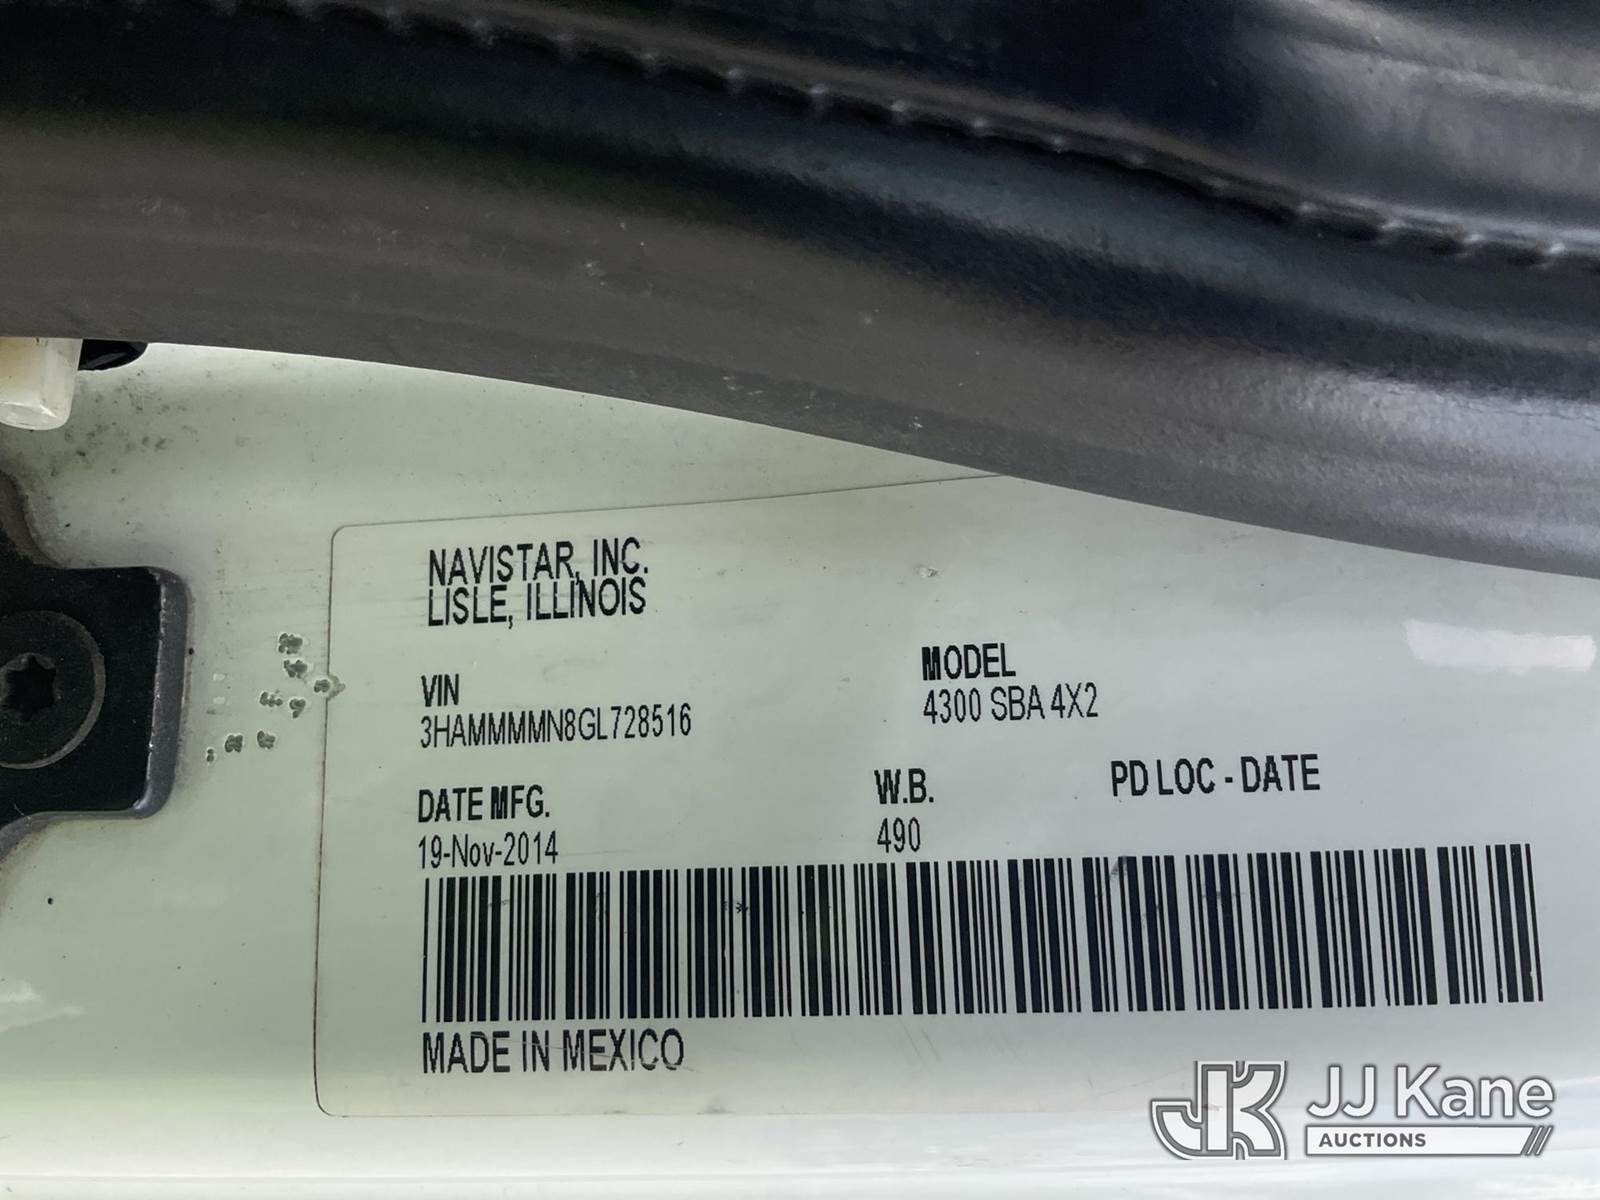 NAVISTAR, INC.
LISLE, ILLINOIS
VIN
3HAMMMMN8GL728516
MODEL
4300 SBA 4X2
DATE MFG.
19-Nov-2014
W.B.
490
PD LOC - DATE
MADE IN MEXICO
JK JJ Kane
AUCTIONS